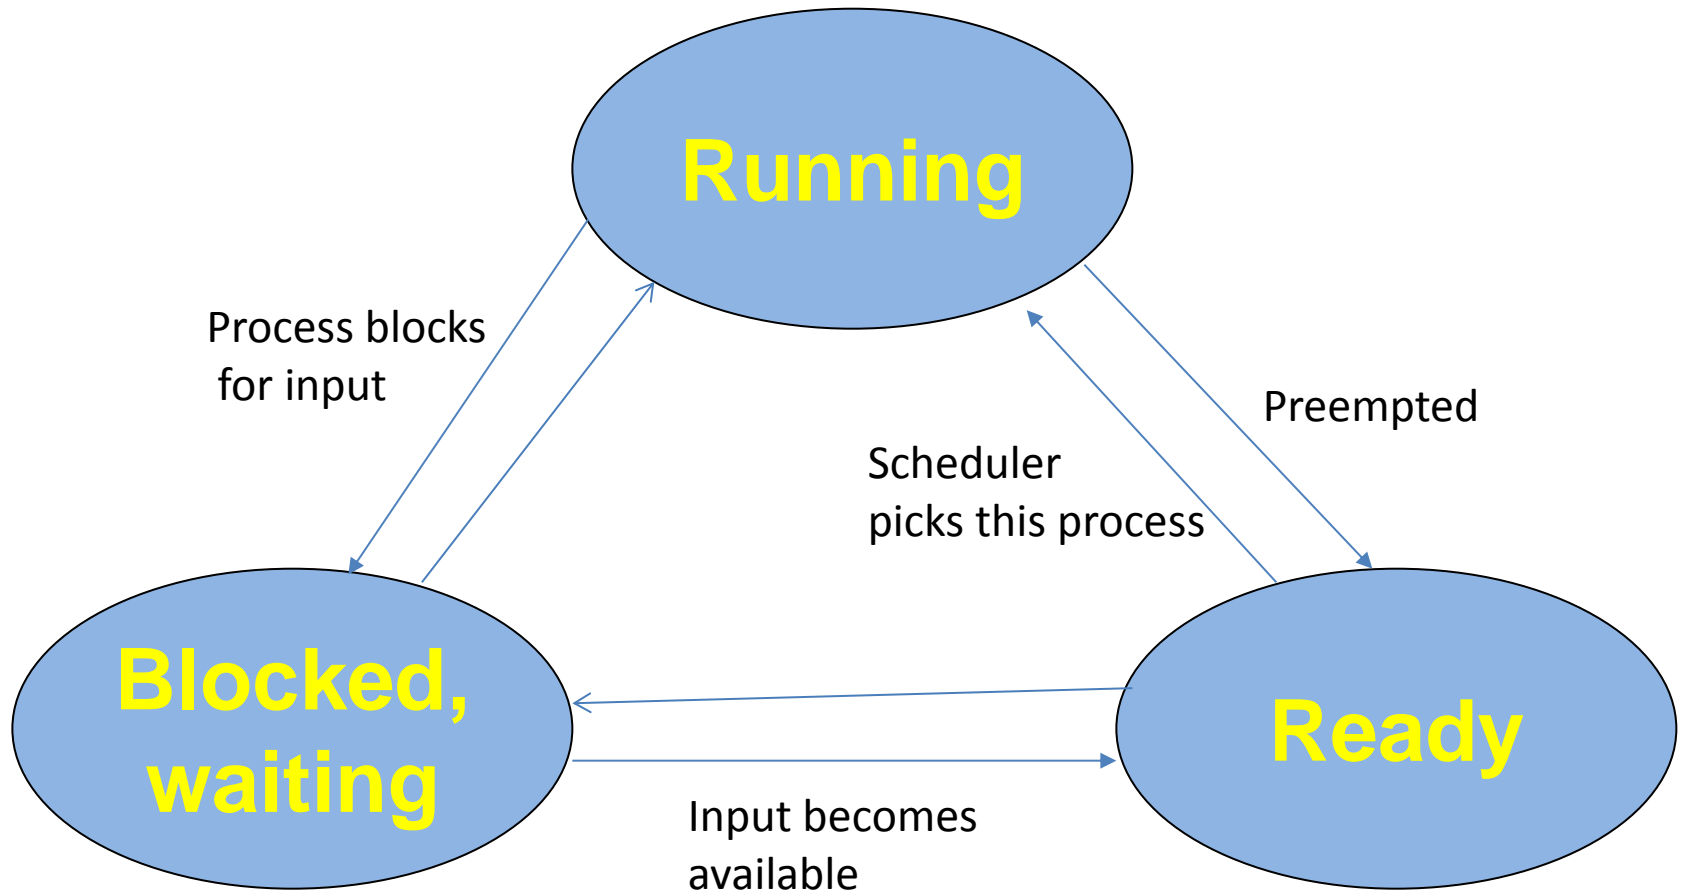 Running
Process blocks
for input
Preempted
Scheduler
picks this process
Blocked,
waiting
Ready
Input becomes
available